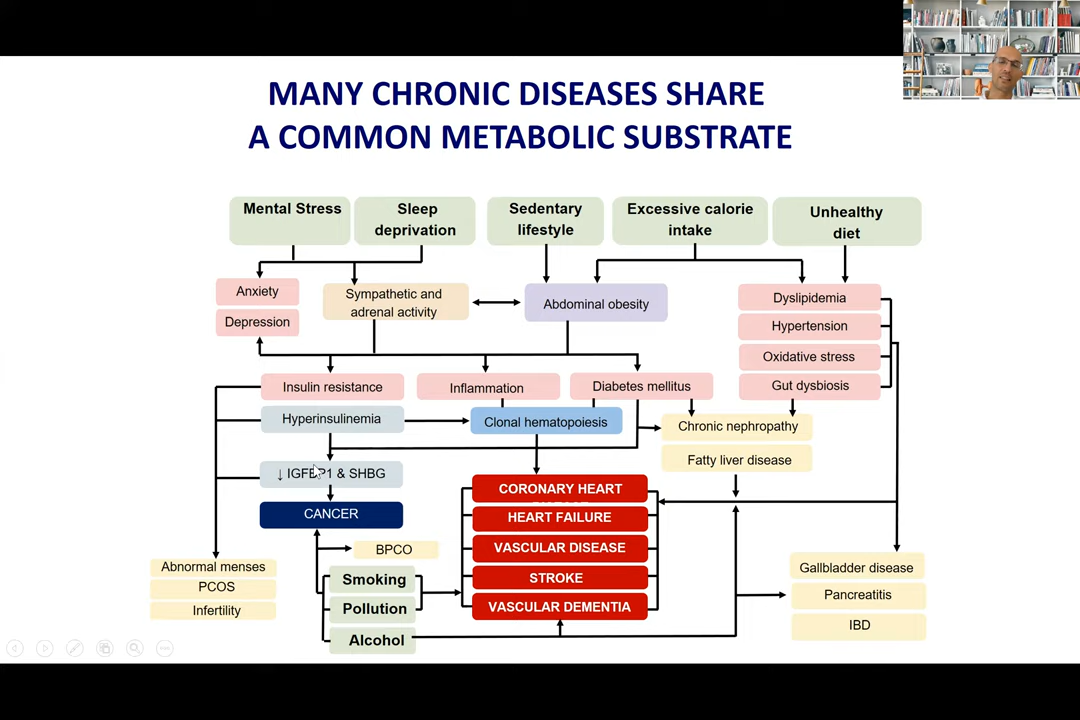 MANY CHRONIC DISEASES SHARE
A COMMON METABOLIC SUBSTRATE
Mental Stress
Sleep
deprivation
Sedentary
lifestyle
Excessive calorie
intake
Unhealthy
diet
Anxiety
Depression
Sympathetic and
adrenal activity
Abdominal obesity
Dyslipidemia
Hypertension
Oxidative stress
Gut dysbiosis
Insulin resistance
Inflammation
Diabetes mellitus
Hyperinsulinemia
Clonal hematopoiesis
Chronic nephropathy
Fatty liver disease
↓ IGFBP1 & SHBG
CANCER
CORONARY HEART
HEART FAILURE
VASCULAR DISEASE
STROKE
VASCULAR DEMENTIA
BPCO
Smoking
Pollution
Alcohol
Abnormal menses
PCOS
Infertility
Gallbladder disease
Pancreatitis
IBD